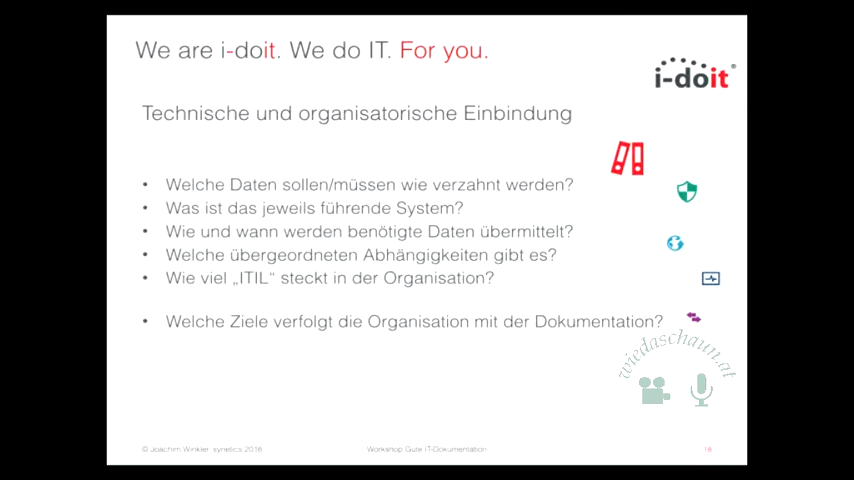 We are i-doit. We do IT. For you.
i-doit®
Technische und organisatorische Einbindung
• Welche Daten sollen/müssen wie verzahnt werden?
• Was ist das jeweils führende System?
• Wie und wann werden benötigte Daten übermittelt?
• Welche übergeordneten Abhängigkeiten gibt es?
• Wie viel „ITIL“ steckt in der Organisation?
• Welche Ziele verfolgt die Organisation mit der Dokumentation?
wiedaschaun.at
© Joachim Winkler synetics 2016
Workshop Gute IT-Dokumentation
18